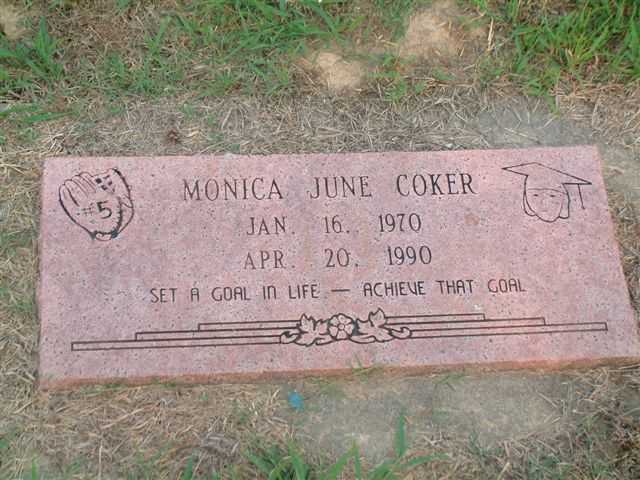 #5
MONICA JUNE COKER
JAN. 16, 1970
APR. 20, 1990
SET A GOAL IN LIFE — ACHIEVE THAT GOAL